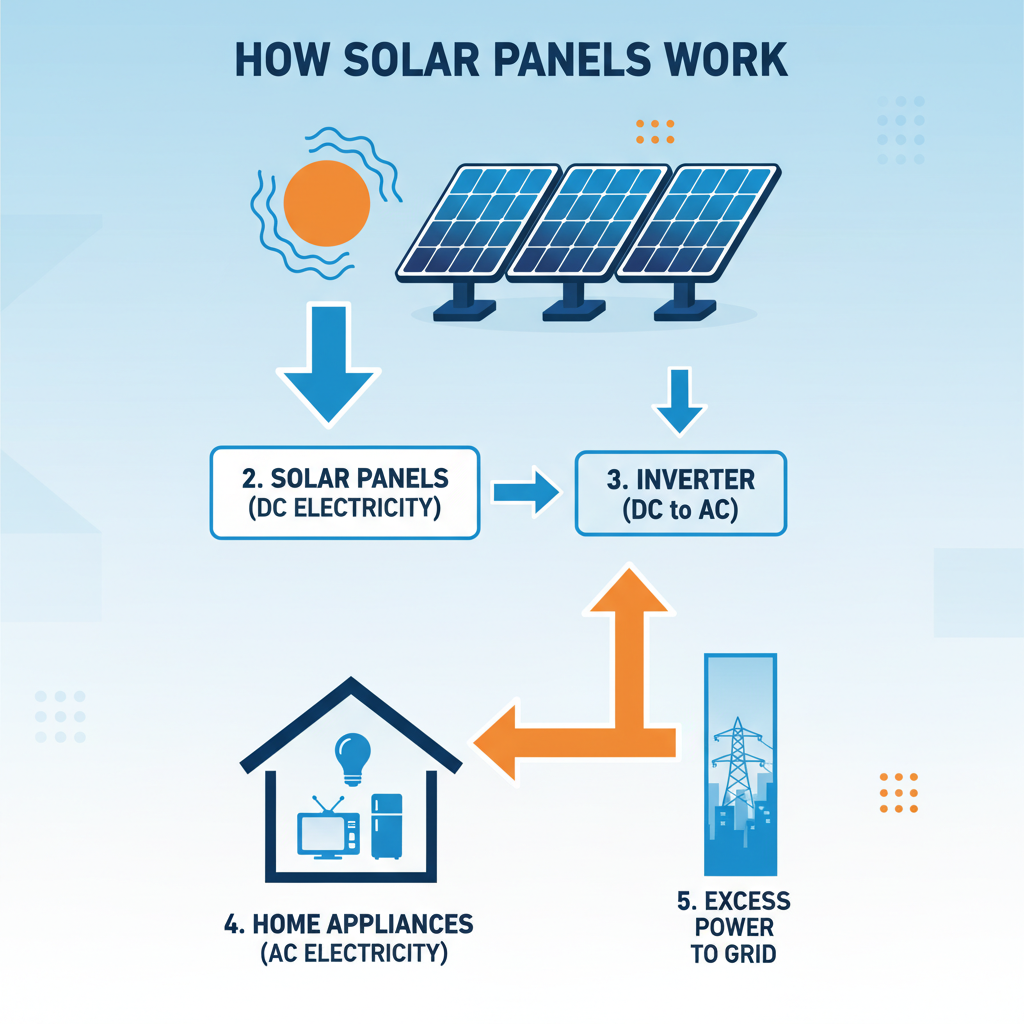 HOW SOLAR PANELS WORK
2. SOLAR PANELS
(DC ELECTRICITY)
3. INVERTER
(DC to AC)
4. HOME APPLIANCES
(AC ELECTRICITY)
5. EXCESS
POWER
TO GRID